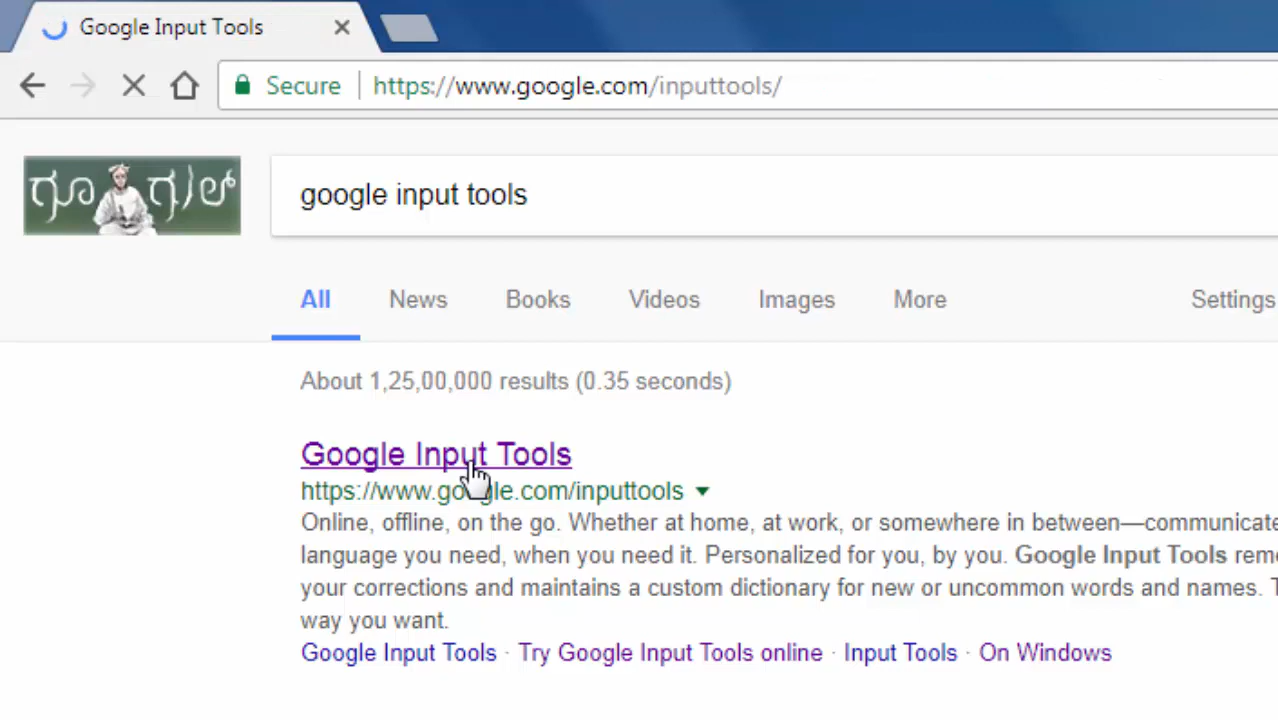 Google Input Tools
Secure https://www.google.com/inputtools/
ಗೂಗಲ್
google input tools
All News Books Videos Images More Settings
About 1,25,00,000 results (0.35 seconds)
Google Input Tools
https://www.google.com/inputtools
Online, offline, on the go. Whether at home, at work, or somewhere in between—communicate
language you need, when you need it. Personalized for you, by you. Google Input Tools reme
your corrections and maintains a custom dictionary for new or uncommon words and names. T
way you want.
Google Input Tools · Try Google Input Tools online · Input Tools · On Windows